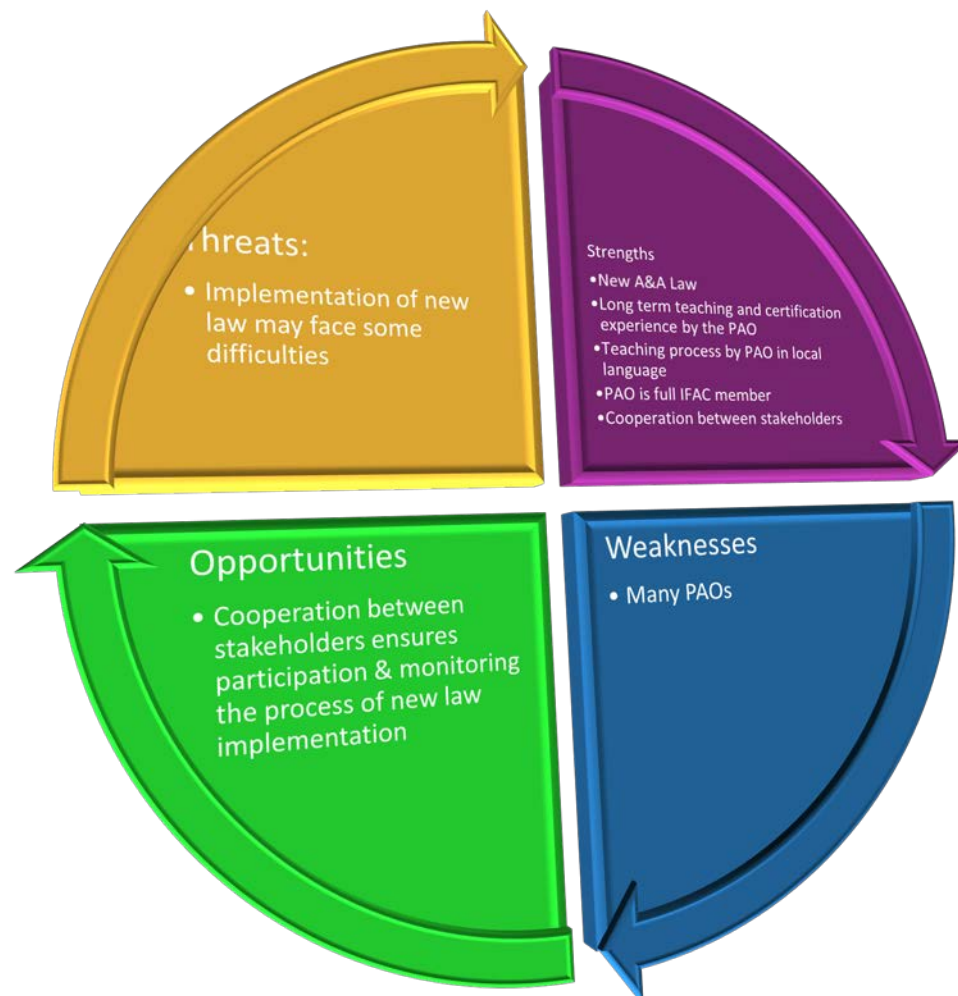 Threats:
• Implementation of new
law may face some
difficulties
Strengths
•New A&A Law
•Long term teaching and certification
experience by the PAO
•Teaching process by PAO in local
language
•PAO is full IFAC member
•Cooperation between stakeholders
Opportunities
• Cooperation between
stakeholders ensures
participation & monitoring
the process of new law
implementation
Weaknesses
• Many PAOs